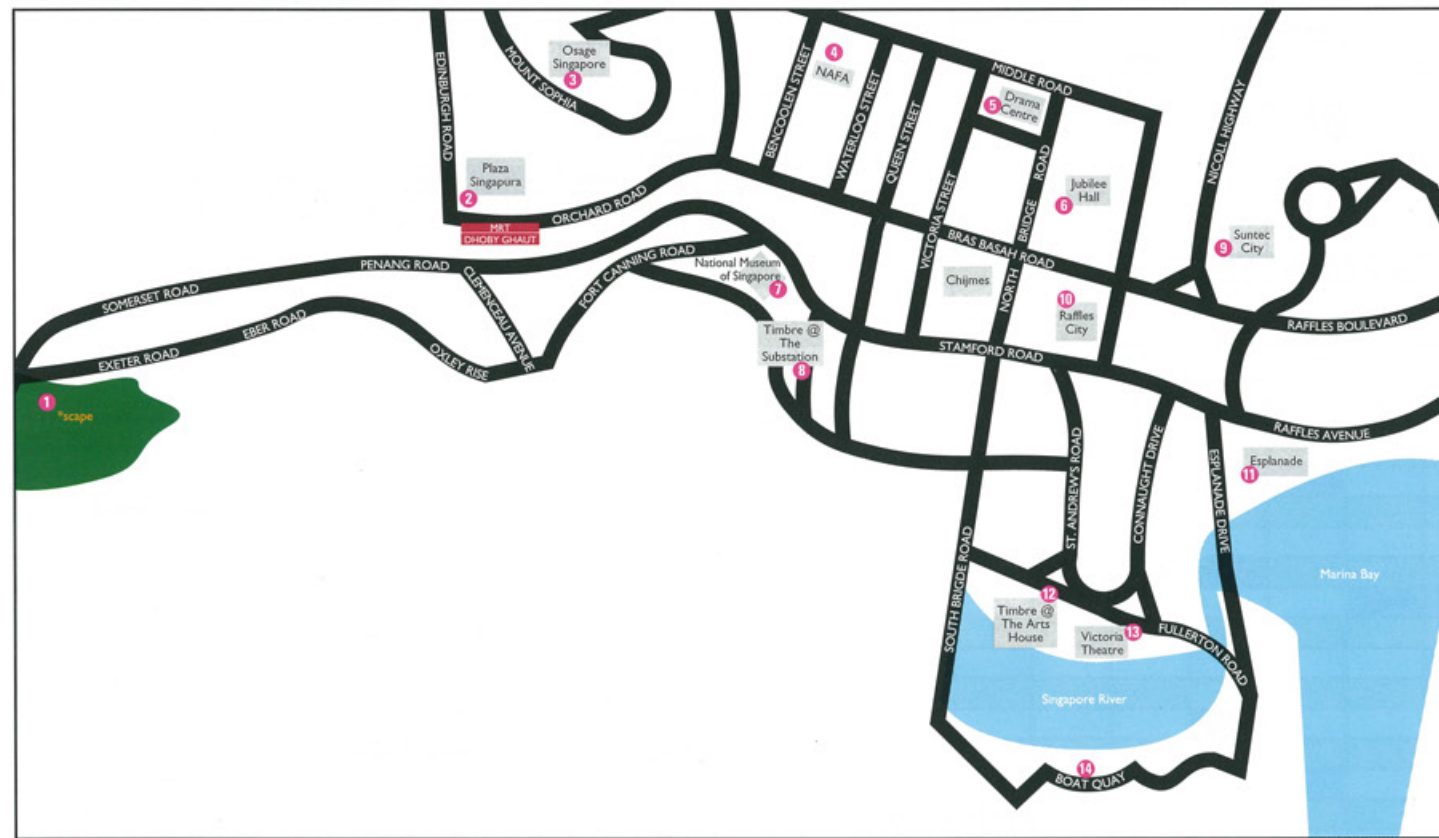 EDINBURGH ROAD
MOUNT SOPHIA
Osage
Singapore
3
BENCOOLEN STREET
4
NAFA
WATERLOO STREET
QUEEN STREET
MIDDLE ROAD
5
Drama
Centre
NICOLL HIGHWAY
Plaza
Singapura
2
ORCHARD ROAD
MRT
DHOBY GHAUT
VICTORIA STREET
NORTH BRIDGE ROAD
Jubilee
Hall
6
BRAS BASAH ROAD
Suntec
City
9
SOMERSET ROAD
PENANG ROAD
CLEMENCEAU AVENUE
FORT CANNING ROAD
National Museum
of Singapore
7
Chijmes
10
Raffles
City
RAFFLES BOULEVARD
EXETER ROAD
EBER ROAD
OXLEY RISE
Timbre @
The
Substation
8
STAMFORD ROAD
1
*scape
RAFFLES AVENUE
ST. ANDREW'S ROAD
CONNAUGHT DRIVE
ESPLANADE DRIVE
Esplanade
11
SOUTH BRIGDE ROAD
Marina Bay
12
Timbre @
The Arts
House
Victoria
Theatre
13
FULLERTON ROAD
Singapore River
14
BOAT QUAY